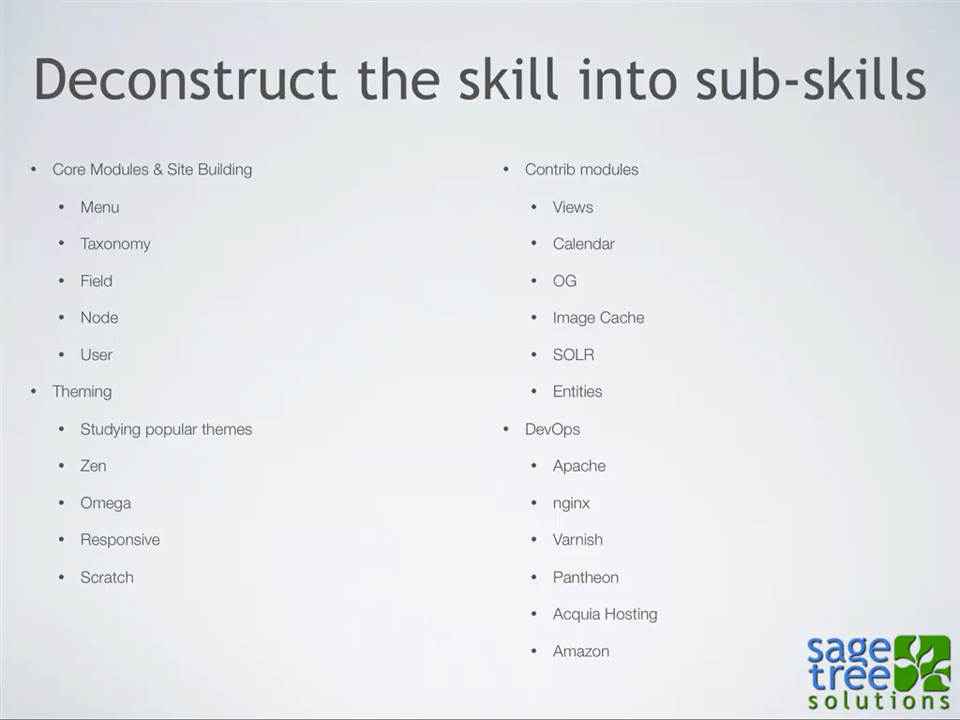 Deconstruct the skill into sub-skills
• Core Modules & Site Building
• Menu
• Taxonomy
• Field
• Node
• User
• Theming
• Studying popular themes
• Zen
• Omega
• Responsive
• Scratch
• Contrib modules
• Views
• Calendar
• OG
• Image Cache
• SOLR
• Entities
• DevOps
• Apache
• nginx
• Varnish
• Pantheon
• Acquia Hosting
• Amazon
sage
tree
solutions